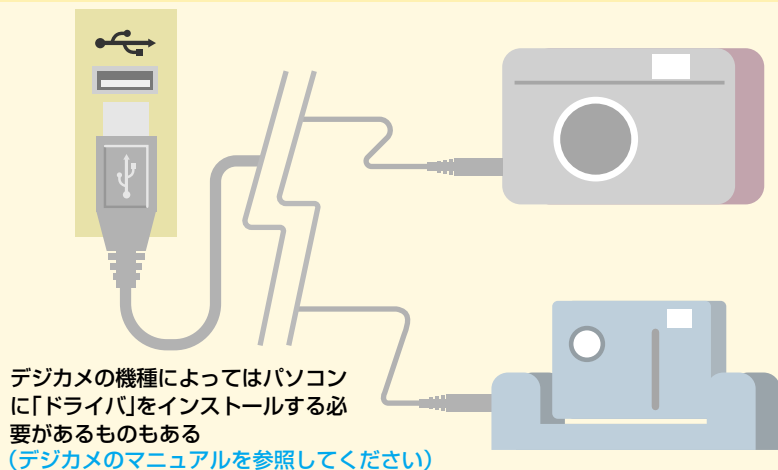 デジカメの機種によってはパソコン
に｢ドライバ｣をインストールする必
要があるものもある
（デジカメのマニュアルを参照してください）